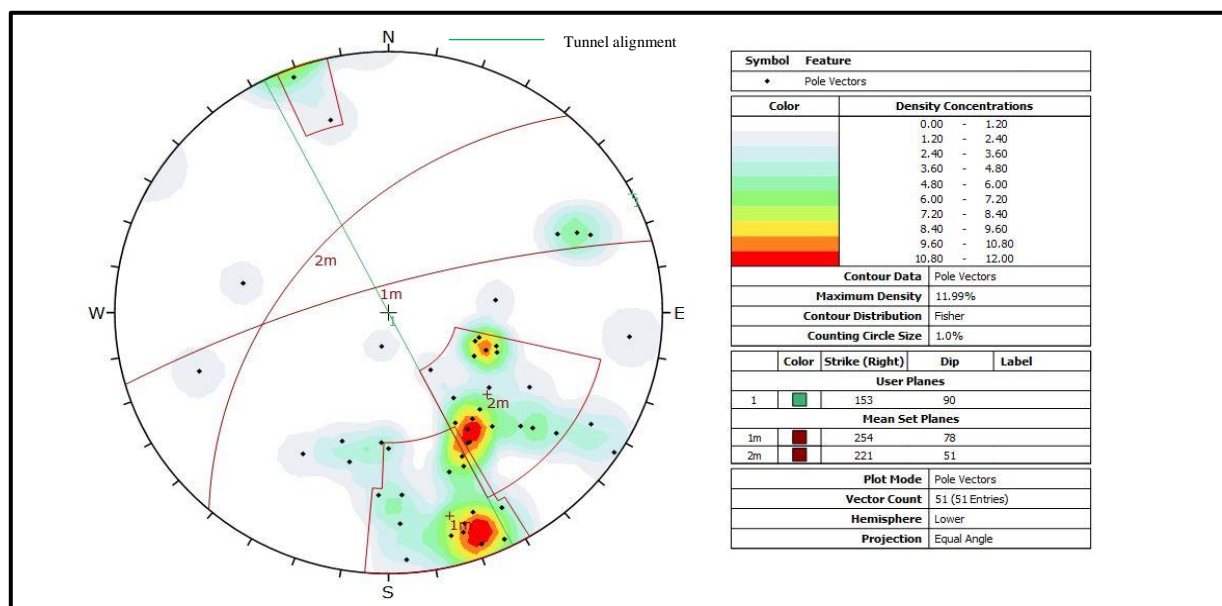 N
Tunnel alignment
1
2m
1m
W
E
1
2m
1m
S
Symbol Feature
Pole Vectors
Color Density Concentrations
0.00 - 1.20
1.20 - 2.40
2.40 - 3.60
3.60 - 4.80
4.80 - 6.00
6.00 - 7.20
7.20 - 8.40
8.40 - 9.60
9.60 - 10.80
10.80 - 12.00
Contour Data Pole Vectors
Maximum Density 11.99%
Contour Distribution Fisher
Counting Circle Size 1.0%
Color Strike (Right) Dip Label
User Planes
1 153 90
Mean Set Planes
1m 254 78
2m 221 51
Plot Mode Pole Vectors
Vector Count 51 (51 Entries)
Hemisphere Lower
Projection Equal Angle